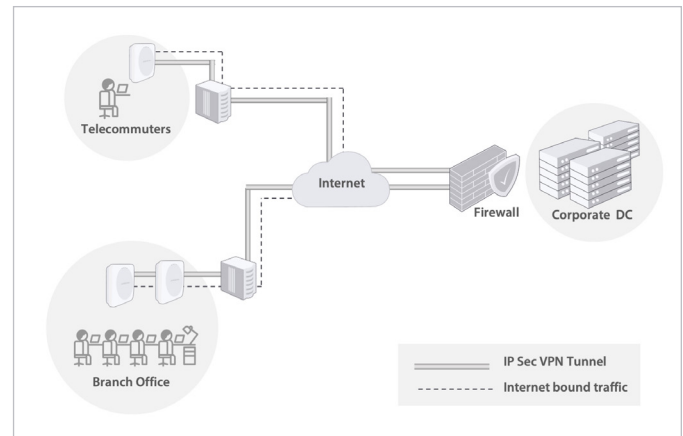 Telecommuters
Internet
Firewall
Corporate DC
Branch Office
IP Sec VPN Tunnel
Internet bound traffic